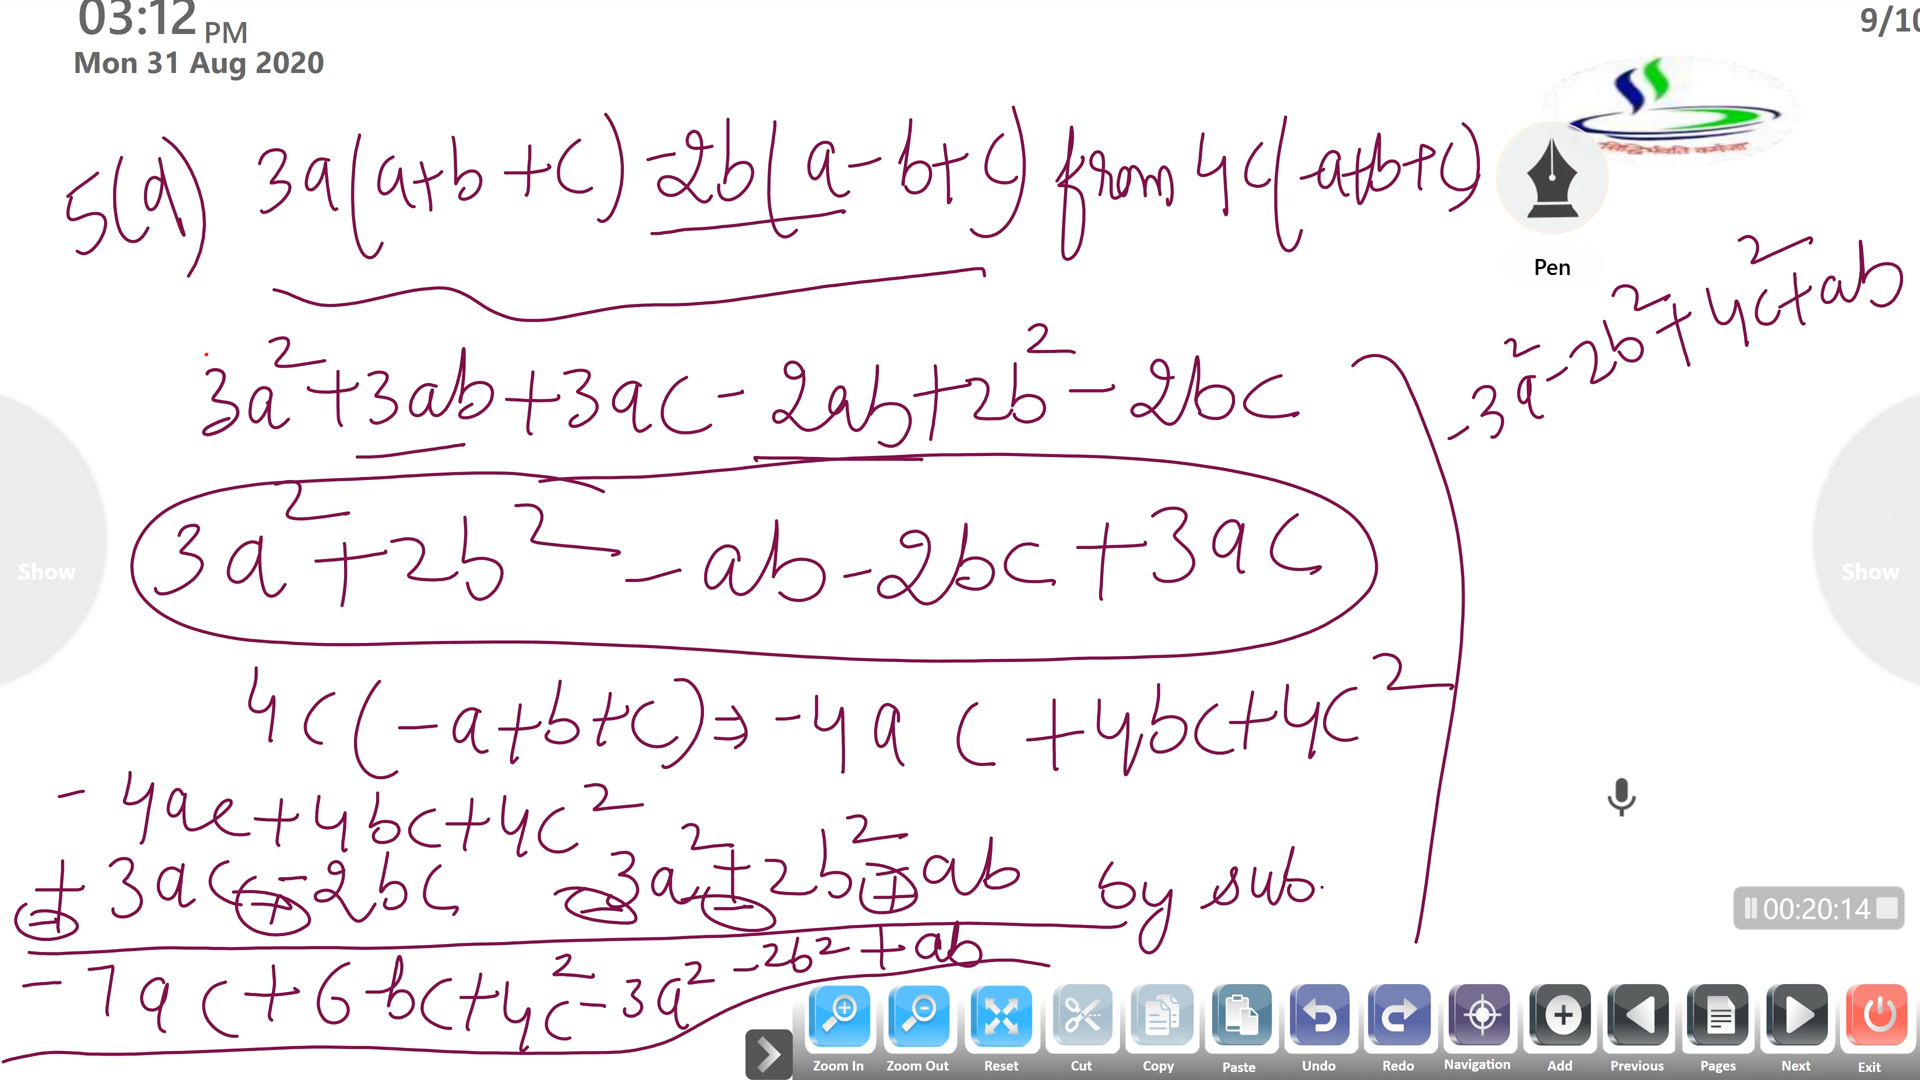 03:12 PM
Mon 31 Aug 2020
9/10
5(d) 3a(a+b+c) -2b(a-b+c) from 4c(-a+b+c)
Pen
3a²+3ab+3ac-2ab+2b²-2bc
-3a²-2b²+4c²+ab
3a²+2b²-ab-2bc+3ac
Show
Show
4c(-a+b+c)⇒-4ac+4bc+4c²
-4ac+4bc+4c²
+3ac-2bc 3a²+2b²-ab by sub.
00:20:14
-7ac+6bc+4c²-3a²-2b²+ab
Zoom In Zoom Out Reset Cut Copy Paste Undo Redo Navigation Add Previous Pages Next Exit